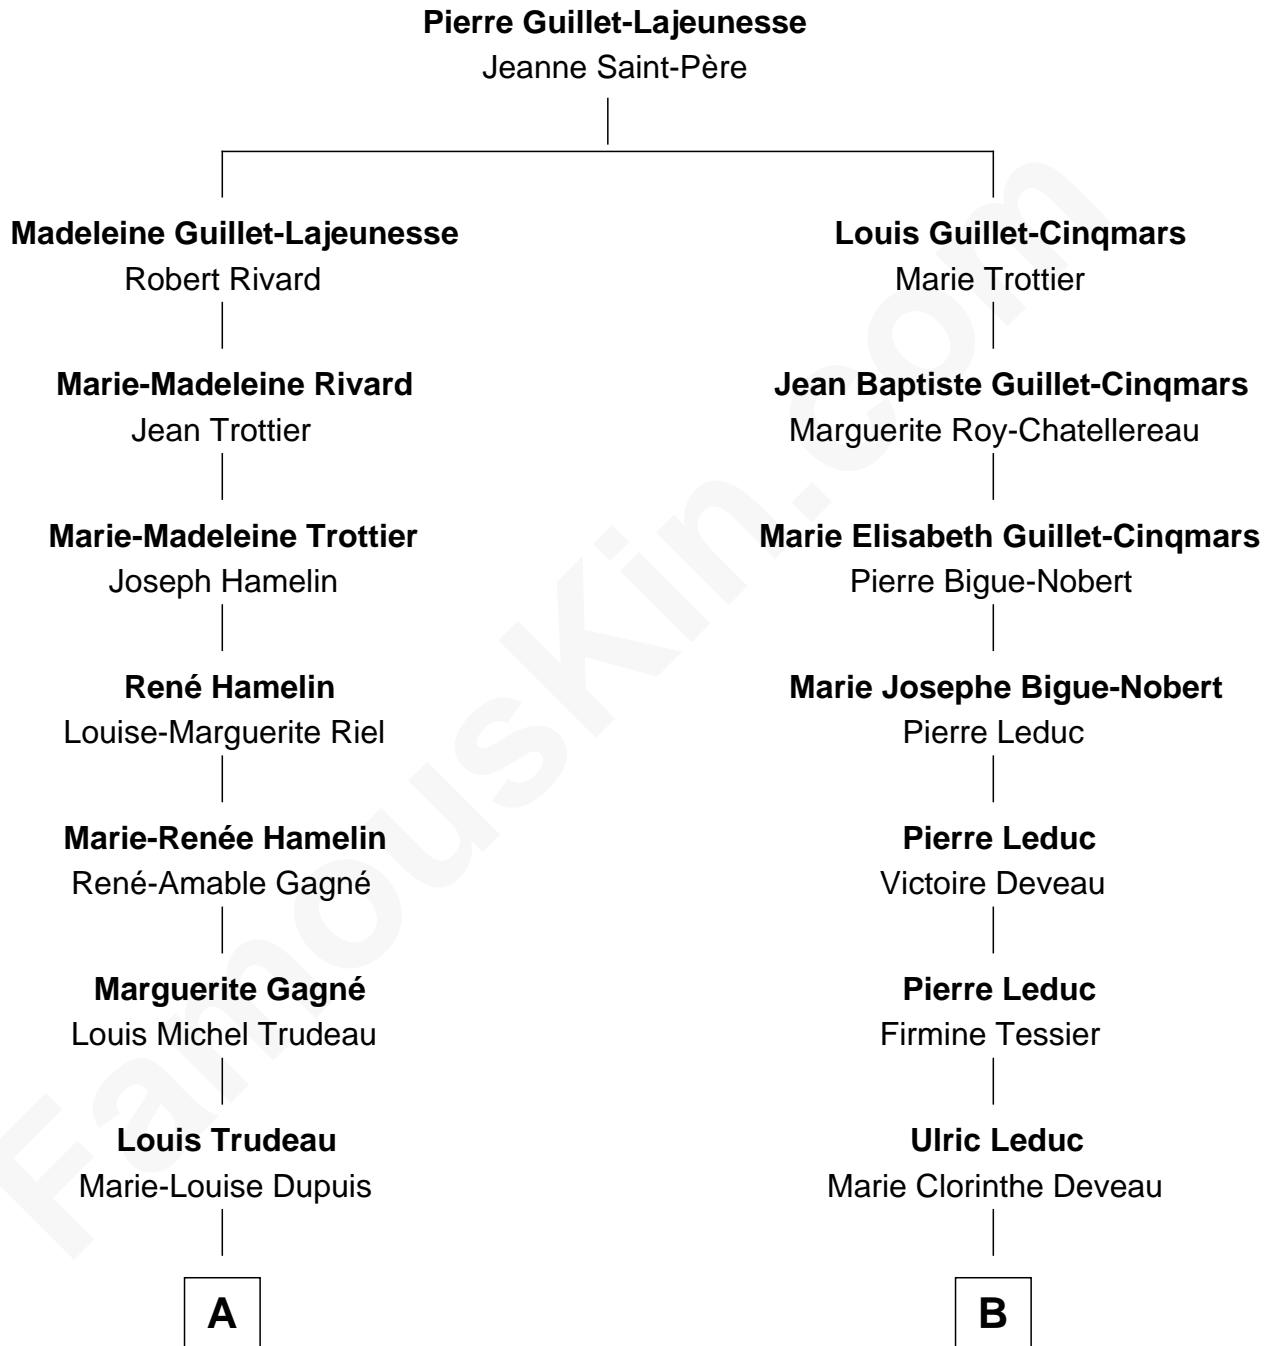 Pierre Guillet-Lajeunesse
Jeanne Saint-Père
Madeleine Guillet-Lajeunesse
Robert Rivard
Louis Guillet-Cinqmars
Marie Trottier
Marie-Madeleine Rivard
Jean Trottier
Jean Baptiste Guillet-Cinqmars
Marguerite Roy-Chatellereau
Marie-Madeleine Trottier
Joseph Hamelin
Marie Elisabeth Guillet-Cinqmars
Pierre Bigue-Nobert
René Hamelin
Louise-Marguerite Riel
Marie Josephe Bigue-Nobert
Pierre Leduc
Marie-Renée Hamelin
René-Amable Gagné
Pierre Leduc
Victoire Deveau
Marguerite Gagné
Louis Michel Trudeau
Pierre Leduc
Firmine Tessier
Louis Trudeau
Marie-Louise Dupuis
Ulric Leduc
Marie Clorinthe Deveau
A
B
FamousKin.com